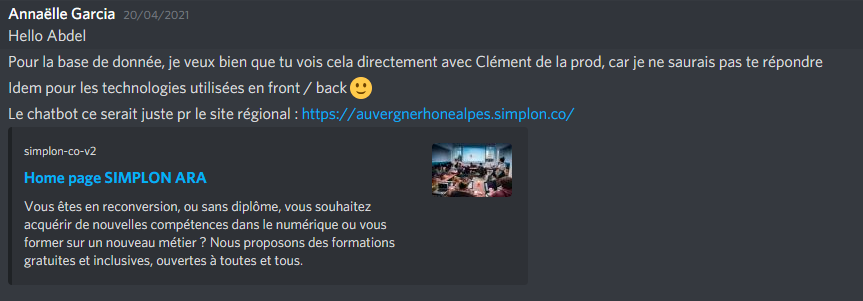 Annaëlle Garcia 20/04/2021
Hello Abdel
Pour la base de donnée, je veux bien que tu vois cela directement avec Clément de la prod, car je ne saurais pas te répondre
Idem pour les technologies utilisées en front / back 🙂
Le chatbot ce serait juste pr le site régional : https://auvergnerhonealpes.simplon.co/
simplon-co-v2
Home page SIMPLON ARA
Vous êtes en reconversion, ou sans diplôme, vous souhaitez
acquérir de nouvelles compétences dans le numérique ou vous
former sur un nouveau métier ? Nous proposons des formations
gratuites et inclusives, ouvertes à toutes et tous.